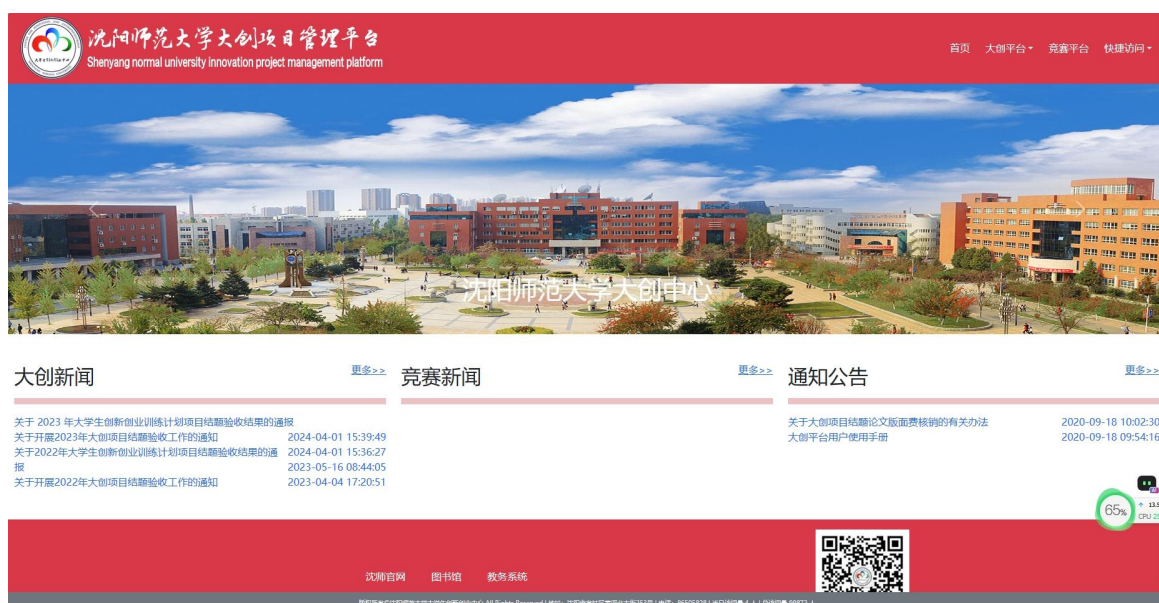 沈阳师范大学大创项目管理平台
Shenyang normal university innovation project management platform
首页 大创平台 竞赛平台 快捷访问
沈阳师范大学大创中心
大创新闻 更多>>
关于 2023 年大学生创新创业训练计划项目结题验收结果的通报
关于开展2023年大创项目结题验收工作的通知 2024-04-01 15:39:49
关于2022年大学生创新创业训练计划项目结题验收结果的通 2024-04-01 15:36:27
报 2023-05-16 08:44:05
关于开展2022年大创项目结题验收工作的通知 2023-04-04 17:20:51
竞赛新闻 更多>>
通知公告 更多>>
关于大创项目结题论文版面费核销的有关办法 2020-09-18 10:02:30
大创平台用户使用手册 2020-09-18 09:54:16
65%
13.5
CPU 25
沈师官网 图书馆 教务系统